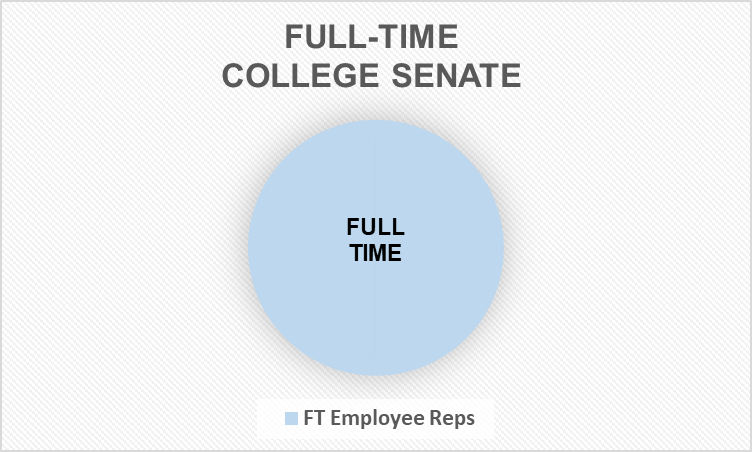 FULL-TIME
COLLEGE SENATE
FULL
TIME
FT Employee Reps